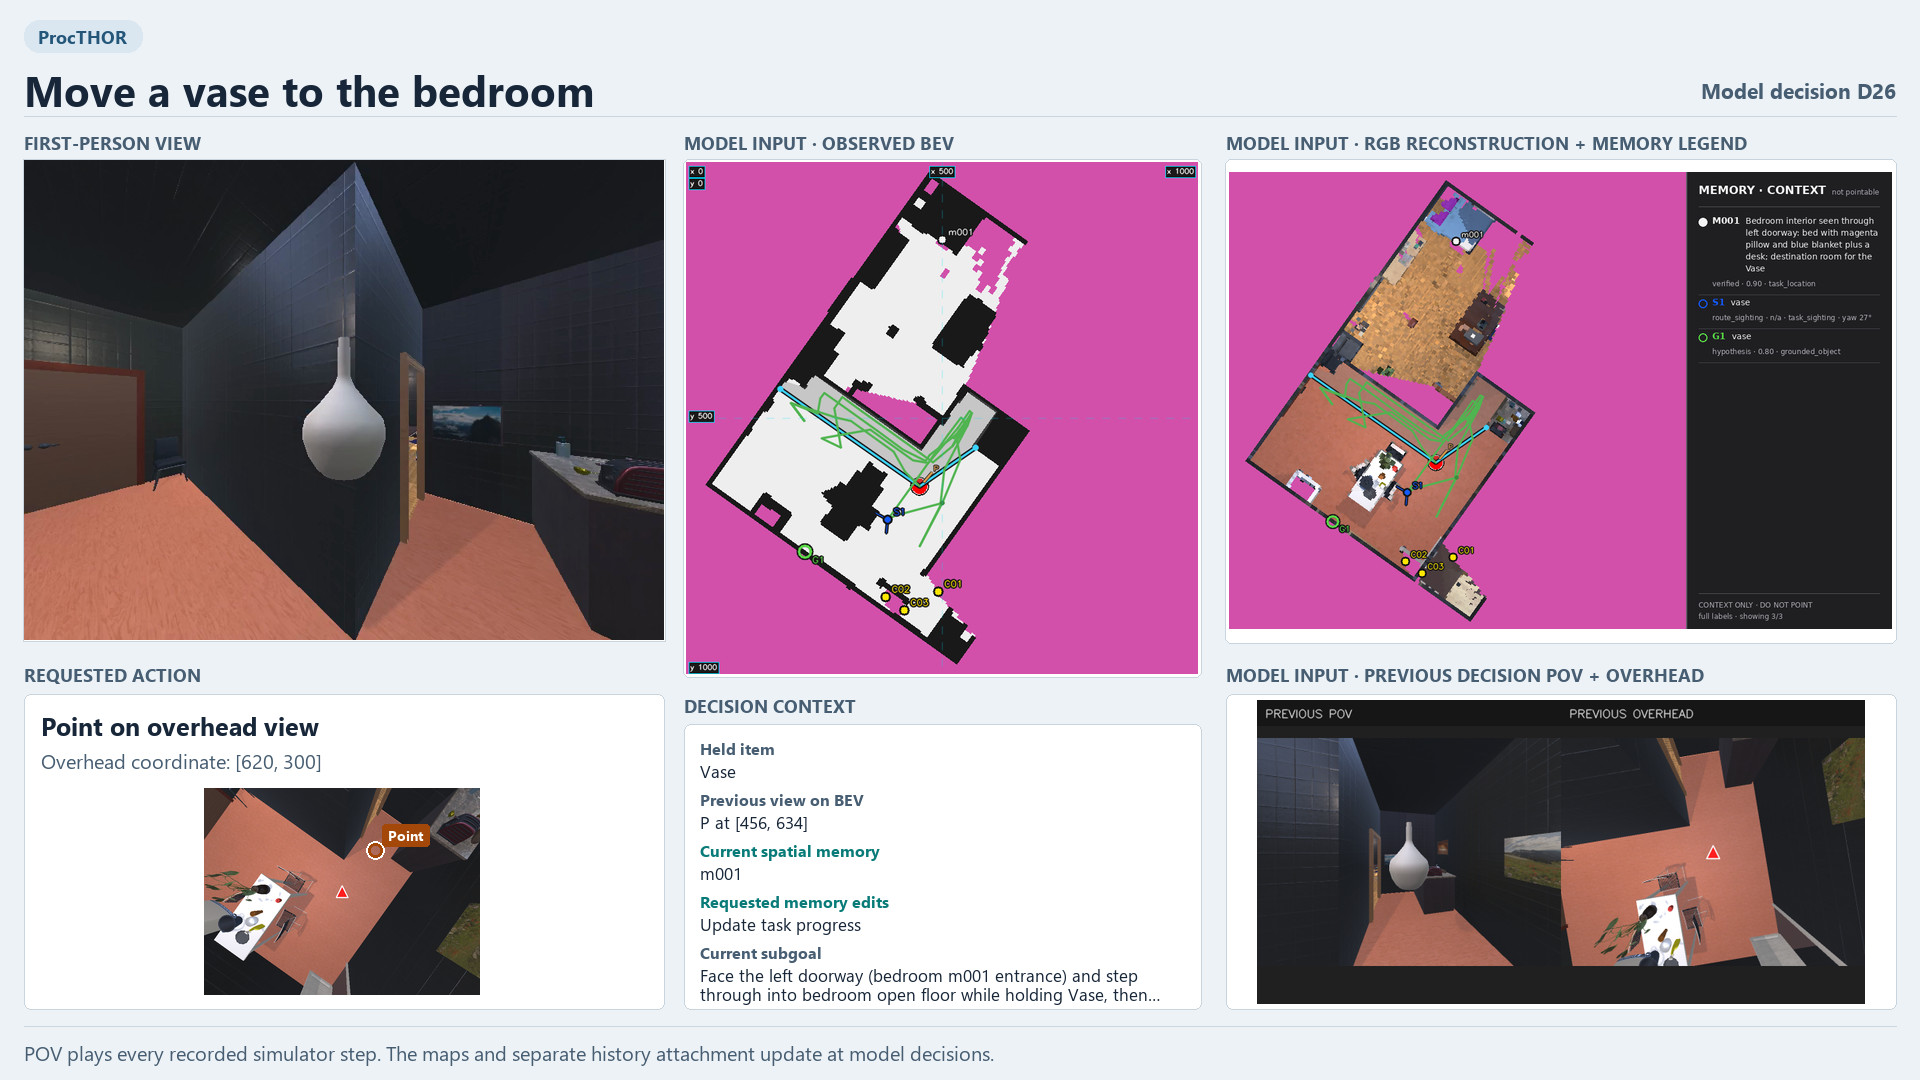 ProcTHOR
Move a vase to the bedroom
Model decision D26
FIRST-PERSON VIEW
MODEL INPUT · OBSERVED BEV
x 0
y 0
x 500
x 1000
m001
y 500
P
S1
G1
C02
C03
C01
y 1000
MODEL INPUT · RGB RECONSTRUCTION + MEMORY LEGEND
m001
P
S1
G1
C02
C03
C01
MEMORY · CONTEXT not pointable
M001 Bedroom interior seen through
left doorway: bed with magenta
pillow and blue blanket plus a
desk; destination room for the
Vase
verified · 0.90 · task_location
S1 vase
route_sighting · n/a · task_sighting · yaw 27°
G1 vase
hypothesis · 0.80 · grounded_object
CONTEXT ONLY · DO NOT POINT
full labels · showing 3/3
REQUESTED ACTION
Point on overhead view
Overhead coordinate: [620, 300]
Point
DECISION CONTEXT
Held item
Vase
Previous view on BEV
P at [456, 634]
Current spatial memory
m001
Requested memory edits
Update task progress
Current subgoal
Face the left doorway (bedroom m001 entrance) and step
through into bedroom open floor while holding Vase, then...
MODEL INPUT · PREVIOUS DECISION POV + OVERHEAD
PREVIOUS POV
PREVIOUS OVERHEAD
POV plays every recorded simulator step. The maps and separate history attachment update at model decisions.